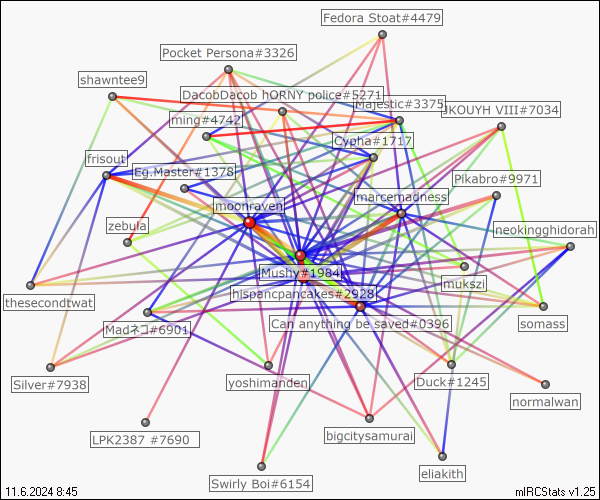 Fedora Stoat#4479
Pocket Persona#3326
shawntee9
DacobDacob hORNY police#5271
Majestic#3375
JKOUYH VIII#7034
ming#4742
Cypha#1717
frisout
Eg.Master#1378
Pikabro#9971
moonraven
marcemadness
zebula
neokingghidorah
Mushy#1984
mukszi
hispancpancakes#2928
thesecondtwat
somass
Madネコ#6901
Can anything be saved#0396
Silver#7938
yoshimanden
Duck#1245
normalwan
LPK2387 #7690
bigcitysamurai
eliakith
Swirly Boi#6154
11.6.2024 8:45
mIRCStats v1.25